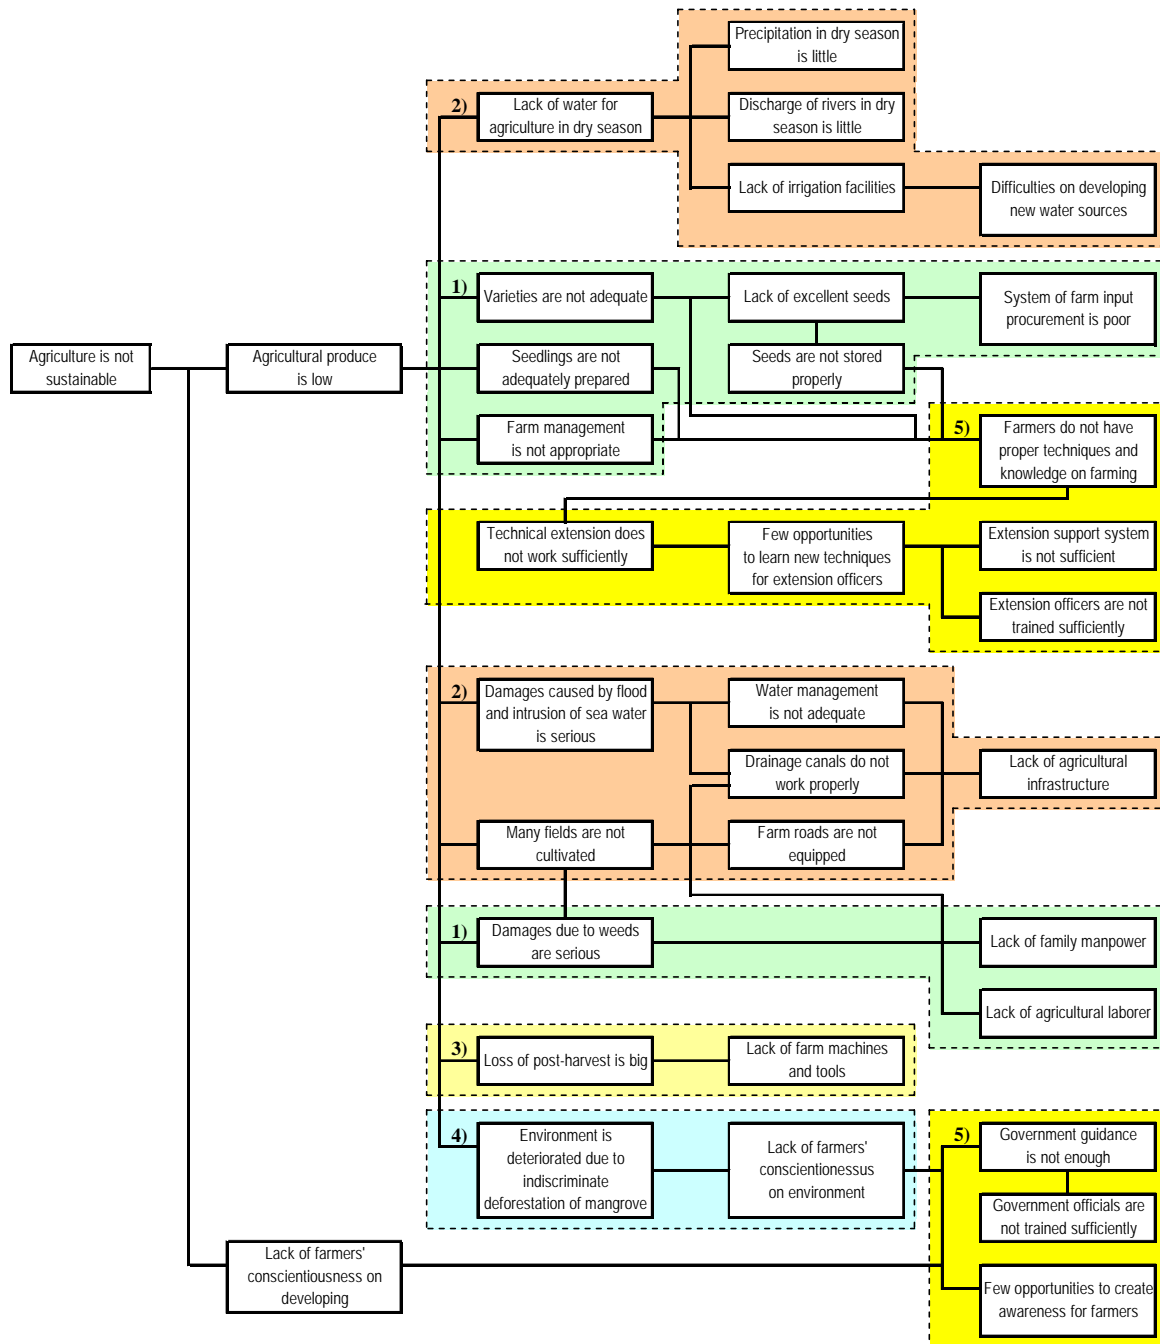 Precipitation in dry season
is little
2)
Lack of water for
agriculture in dry season
Discharge of rivers in dry
season is little
Lack of irrigation facilities
Difficulties on developing
new water sources
1)
Varieties are not adequate
Lack of excellent seeds
System of farm input
procurement is poor
Agriculture is not
sustainable
Agricultural produce
is low
Seedlings are not
adequately prepared
Seeds are not stored
properly
Farm management
is not appropriate
5)
Farmers do not have
proper techniques and
knowledge on farming
Technical extension does
not work sufficiently
Few opportunities
to learn new techniques
for extension officers
Extension support system
is not sufficient
Extension officers are not
trained sufficiently
2)
Damages caused by flood
and intrusion of sea water
is serious
Water management
is not adequate
Drainage canals do not
work properly
Lack of agricultural
infrastructure
Many fields are not
cultivated
Farm roads are not
equipped
1)
Damages due to weeds
are serious
Lack of family manpower
Lack of agricultural laborer
3)
Loss of post-harvest is big
Lack of farm machines
and tools
4)
Environment is
deteriorated due to
indiscriminate
deforestation of mangrove
Lack of farmers'
conscientionessus
on environment
5)
Government guidance
is not enough
Government officials are
not trained sufficiently
Lack of farmers'
conscientiousness on
developing
Few opportunities to create
awareness for farmers